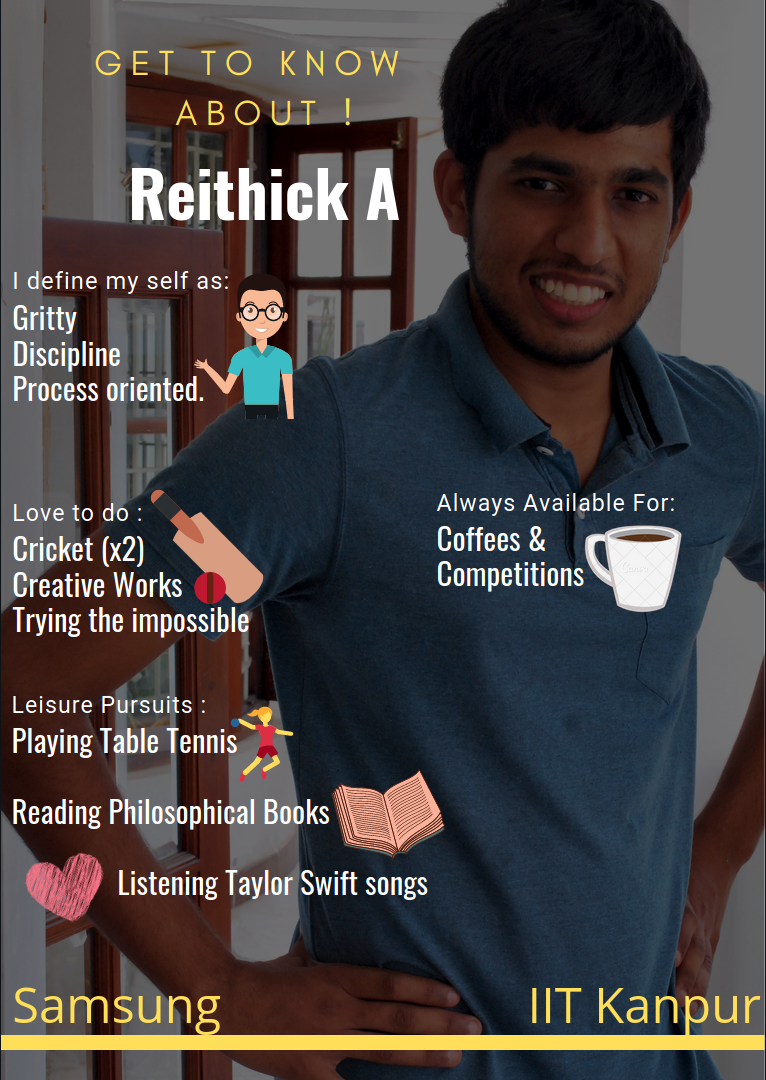 GET TO KNOW
ABOUT !
Reithick A
I define my self as:
Gritty
Discipline
Process oriented.
Love to do :
Cricket (x2)
Creative Works
Trying the impossible
Always Available For:
Coffees &
Competitions
Canva
Leisure Pursuits :
Playing Table Tennis
Reading Philosophical Books
Listening Taylor Swift songs
Samsung
IIT Kanpur